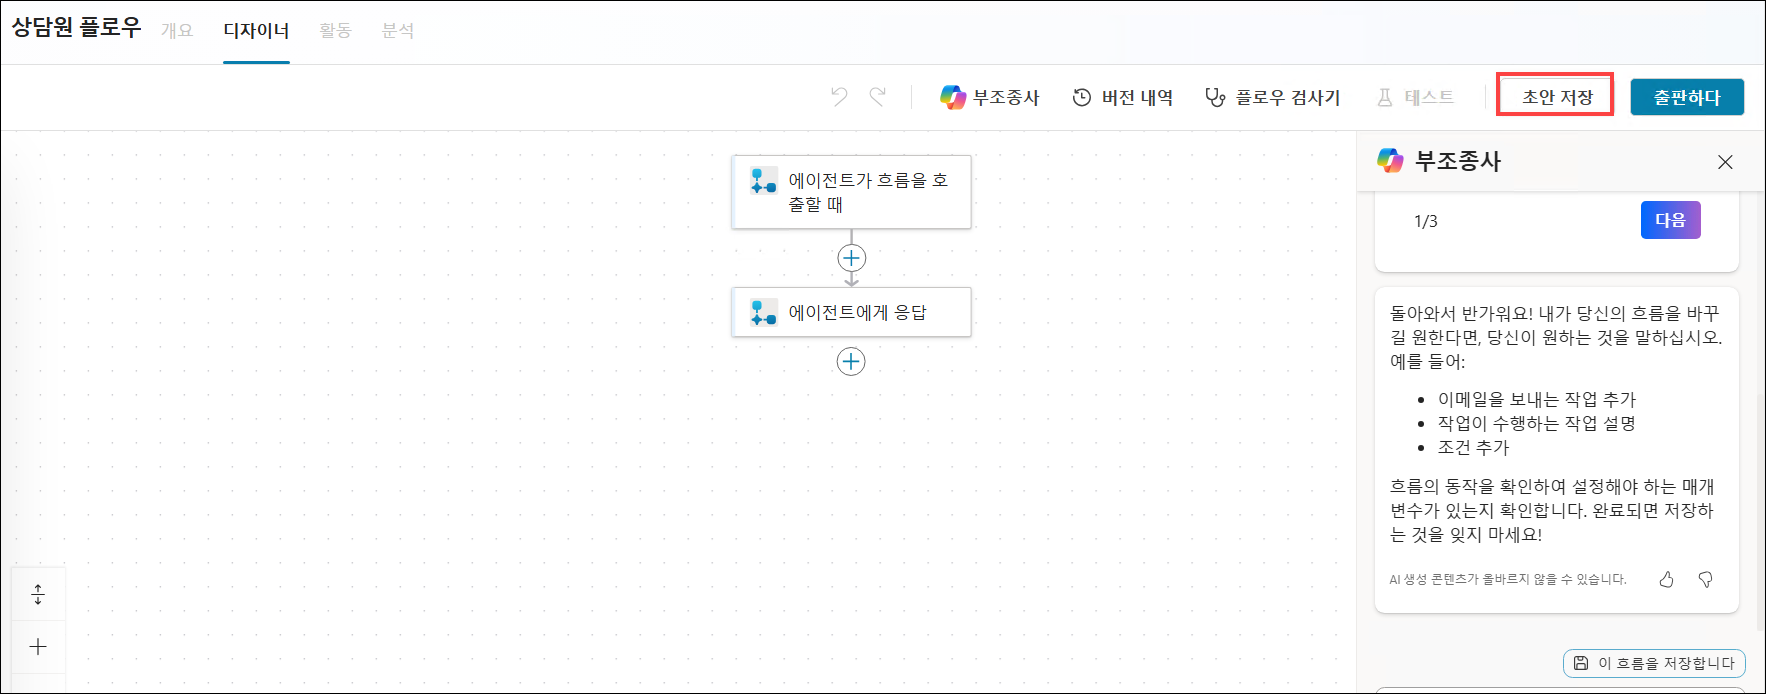 상담원 플로우 개요 디자이너 활동 분석
부조종사 버전 내역 플로우 검사기 테스트 초안 저장 출판하다
에이전트가 흐름을 호
출할 때
에이전트에게 응답
부조종사
1/3 다음
돌아와서 반가워요! 내가 당신의 흐름을 바꾸
길 원한다면, 당신이 원하는 것을 말하십시오.
예를 들어:
• 이메일을 보내는 작업 추가
• 작업이 수행하는 작업 설명
• 조건 추가
흐름의 동작을 확인하여 설정해야 하는 매개
변수가 있는지 확인합니다. 완료되면 저장하
는 것을 잊지 마세요!
AI 생성 콘텐츠가 올바르지 않을 수 있습니다.
이 흐름을 저장합니다